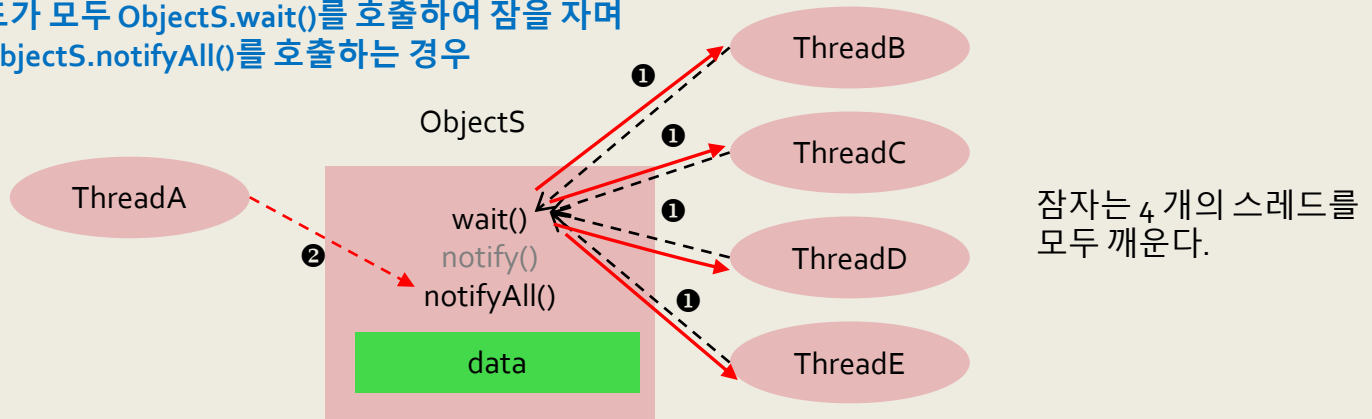 가 모두 ObjectS.wait()를 호출하여 잠을 자며
bjectS.notifyAll()를 호출하는 경우
ThreadB
❶
ObjectS
❶
ThreadC
ThreadA
wait()
❶
잠자는 4 개의 스레드를
모두 깨운다.
❷
notify()
ThreadD
notifyAll()
❶
data
ThreadE